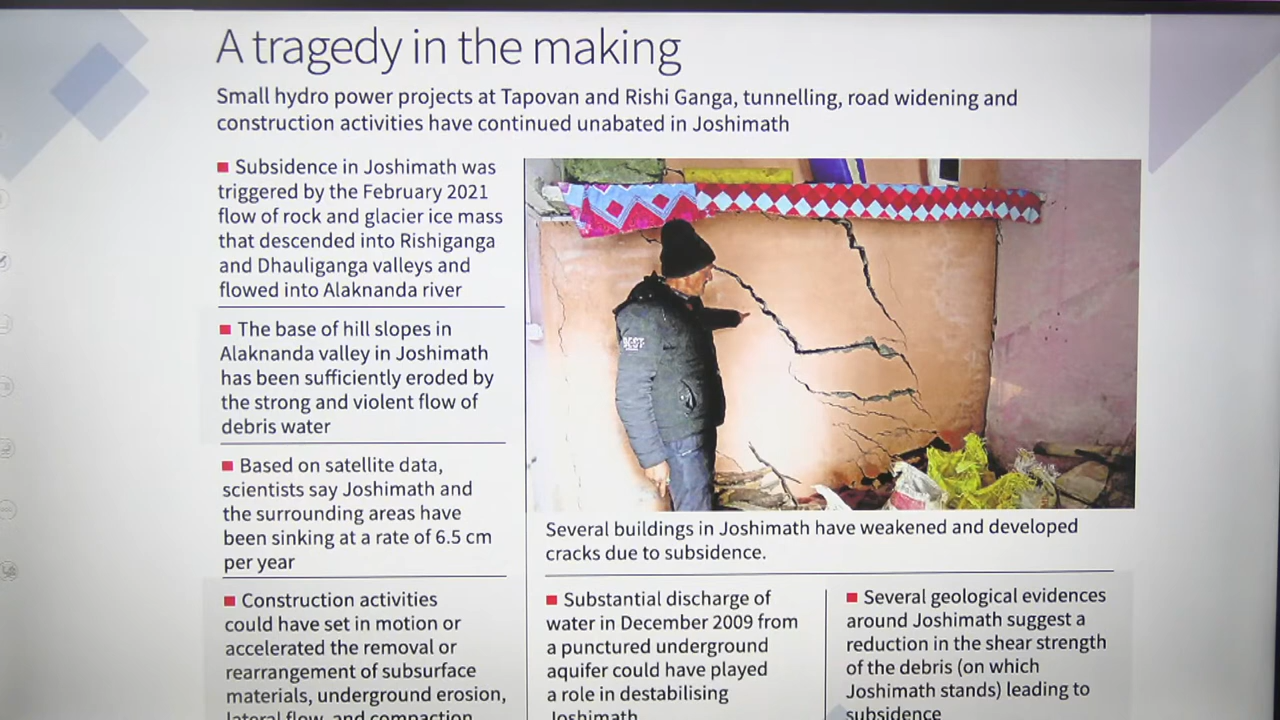 A tragedy in the making
Small hydro power projects at Tapovan and Rishi Ganga, tunnelling, road widening and
construction activities have continued unabated in Joshimath
Subsidence in Joshimath was
triggered by the February 2021
flow of rock and glacier ice mass
that descended into Rishiganga
and Dhauliganga valleys and
flowed into Alaknanda river
The base of hill slopes in
Alaknanda valley in Joshimath
has been sufficiently eroded by
the strong and violent flow of
debris water
Based on satellite data,
scientists say Joshimath and
the surrounding areas have
been sinking at a rate of 6.5 cm
per year
Construction activities
could have set in motion or
accelerated the removal or
rearrangement of subsurface
materials, underground erosion,
lateral flow, and compaction
Several buildings in Joshimath have weakened and developed
cracks due to subsidence.
Substantial discharge of
water in December 2009 from
a punctured underground
aquifer could have played
a role in destabilising
Joshimath
Several geological evidences
around Joshimath suggest a
reduction in the shear strength
of the debris (on which
Joshimath stands) leading to
subsidence